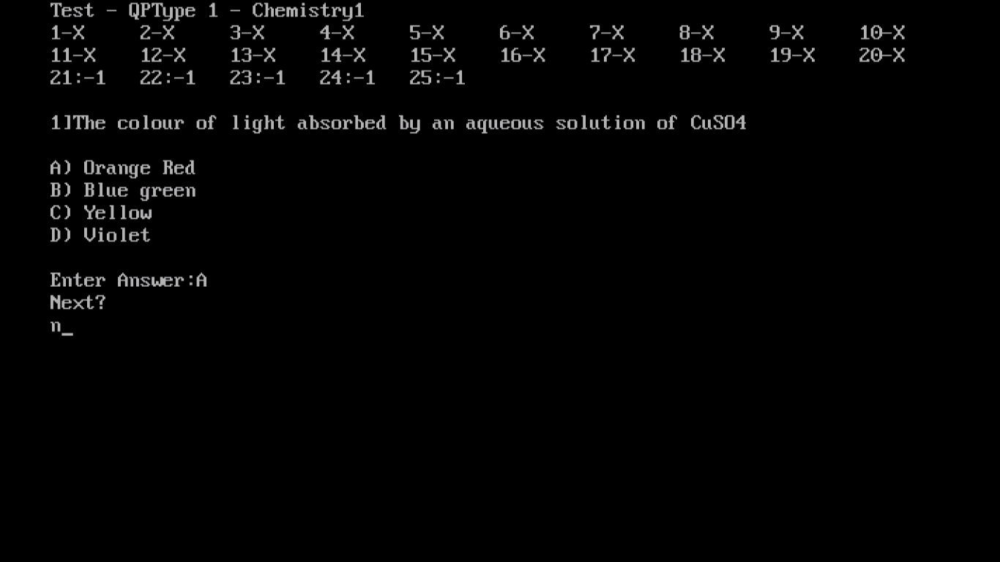 Test - QPType 1 - Chemistry1
1-X 2-X 3-X 4-X 5-X 6-X 7-X 8-X 9-X 10-X
11-X 12-X 13-X 14-X 15-X 16-X 17-X 18-X 19-X 20-X
21:-1 22:-1 23:-1 24:-1 25:-1
1]The colour of light absorbed by an aqueous solution of CuSO4
A) Orange Red
B) Blue green
C) Yellow
D) Violet
Enter Answer:A
Next?
n_